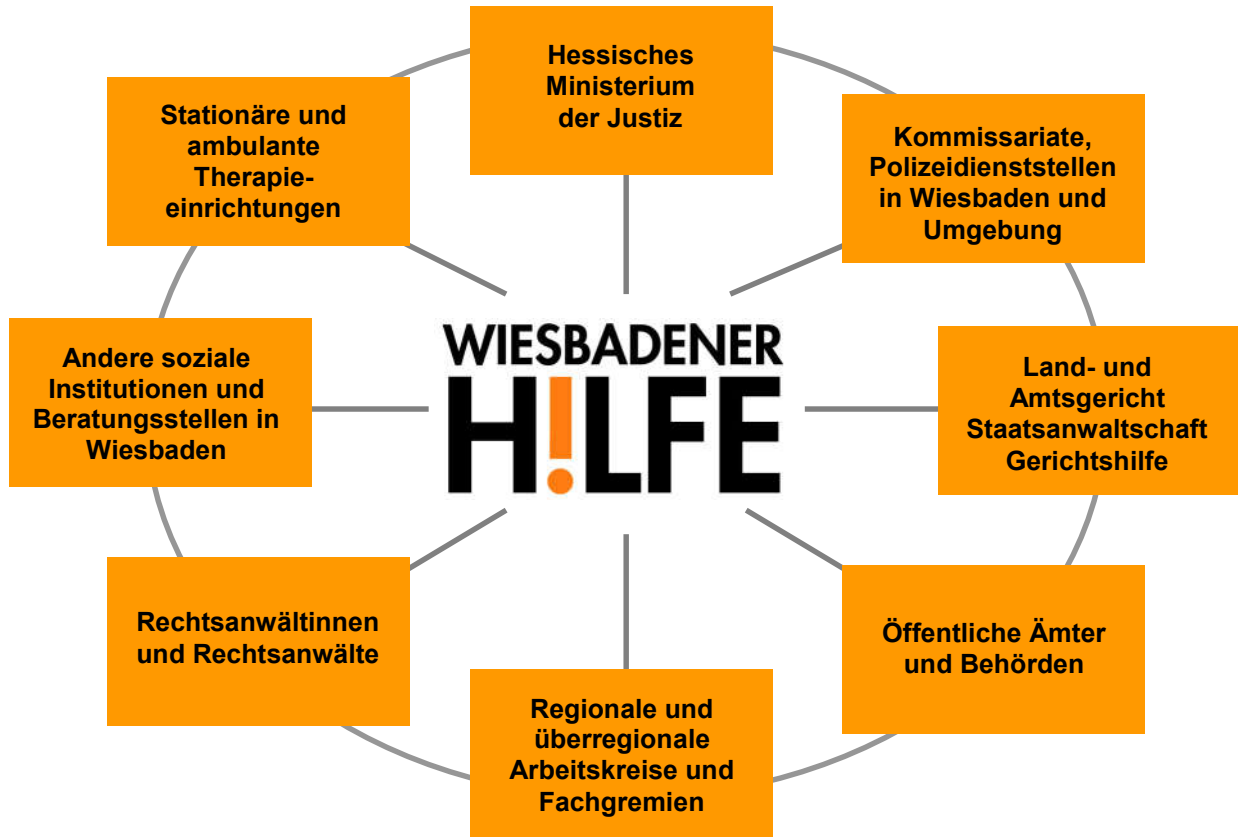 Hessisches
Ministerium
der Justiz
Stationäre und
ambulante
Therapie-
einrichtungen
Kommissariate,
Polizeidienststellen
in Wiesbaden und
Umgebung
Andere soziale
Institutionen und
Beratungsstellen in
Wiesbaden
WIESBADENER
H!LFE
Land- und
Amtsgericht
Staatsanwaltschaft
Gerichtshilfe
Rechtsanwältinnen
und Rechtsanwälte
Öffentliche Ämter
und Behörden
Regionale und
überregionale
Arbeitskreise und
Fachgremien